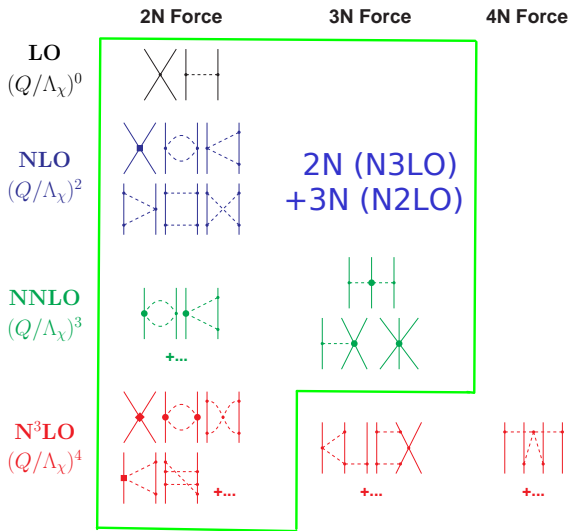 2N Force 3N Force 4N Force
LO
(Q/Λχ)⁰
NLO
(Q/Λχ)²
2N (N3LO)
+3N (N2LO)
NNLO
(Q/Λχ)³
+...
N³LO
(Q/Λχ)⁴
+... +... +...